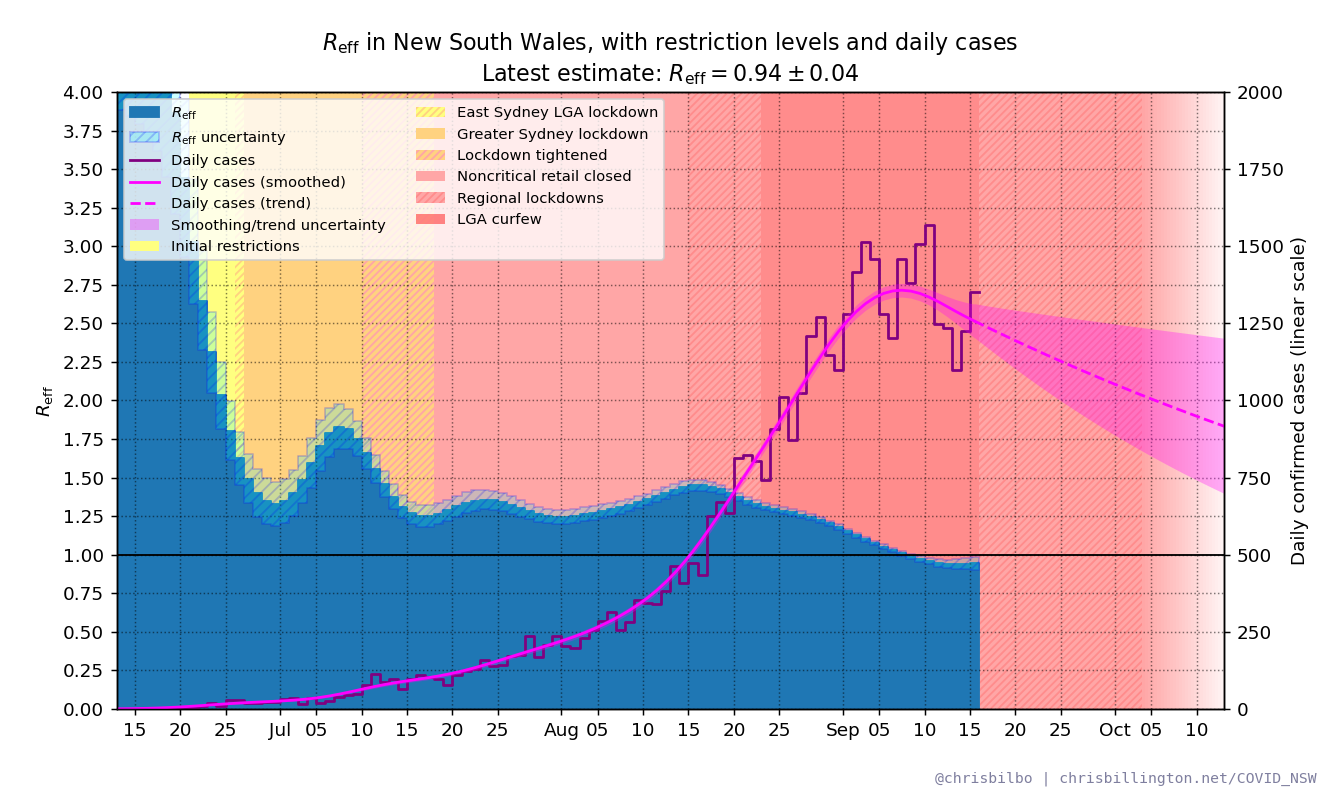 R_eff in New South Wales, with restriction levels and daily cases
Latest estimate: R_eff = 0.94 ± 0.04
R_eff
R_eff uncertainty
Daily cases
Daily cases (smoothed)
Daily cases (trend)
Smoothing/trend uncertainty
Initial restrictions
East Sydney LGA lockdown
Greater Sydney lockdown
Lockdown tightened
Noncritical retail closed
Regional lockdowns
LGA curfew
4.00
3.75
3.50
3.25
3.00
2.75
2.50
2.25
2.00
1.75
1.50
1.25
1.00
0.75
0.50
0.25
0.00
R_eff
2000
1750
1500
1250
1000
750
500
250
0
Daily confirmed cases (linear scale)
15 20 25 Jul 05 10 15 20 25 Aug 05 10 15 20 25 Sep 05 10 15 20 25 Oct 05 10
@chrisbilbo | chrisbillington.net/COVID_NSW